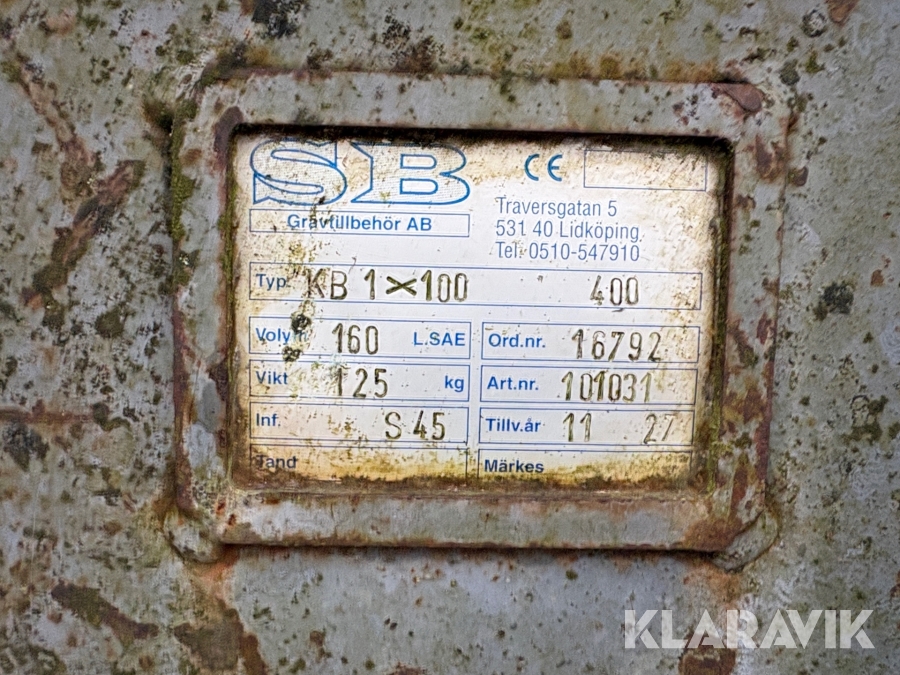 SB CE
Grävtillbehör AB
Traversgatan 5
531 40 Lidköping.
Tel. 0510-547910
Typ. KB 1×100 400
Volym 160 L.SAE
Ord.nr. 16792
Vikt 125 kg
Art.nr. 101031
Inf. S 45
Tillv.år 11 27
Tand
Märkes
KLARAVIK